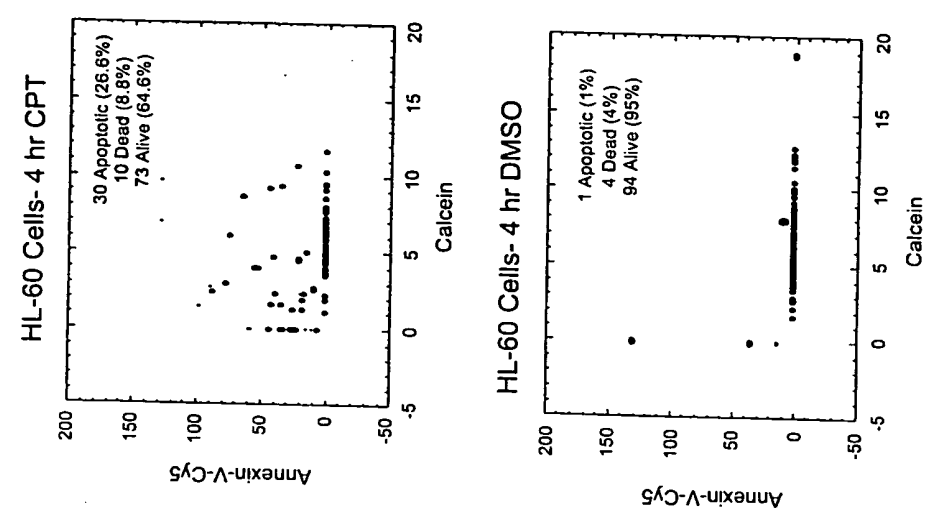 HL-60 Cells- 4 hr CPT
30 Apoptotic (26.6%)
10 Dead (8.8%)
73 Alive (64.6%)
200
150
100
50
0
-50
Annexin-V-Cy5
-5
0
5
10
15
20
Calcein
HL-60 Cells- 4 hr DMSO
1 Apoptotic (1%)
4 Dead (4%)
94 Alive (95%)
200
150
100
50
0
-50
Annexin-V-Cy5
-5
0
5
10
15
20
Calcein